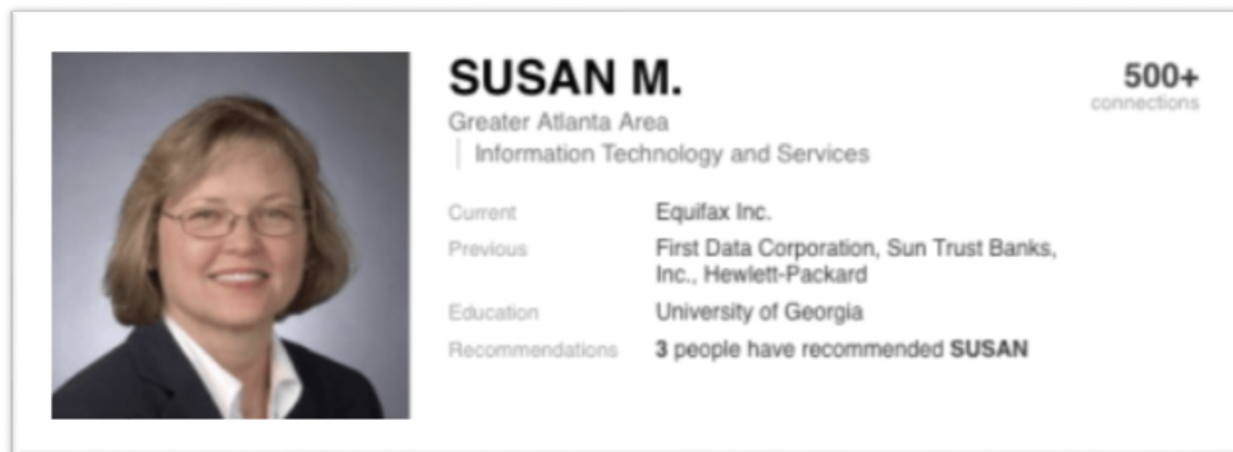 SUSAN M.
500+
connections
Greater Atlanta Area
Information Technology and Services
Current Equifax Inc.
Previous First Data Corporation, Sun Trust Banks,
Inc., Hewlett-Packard
Education University of Georgia
Recommendations 3 people have recommended SUSAN